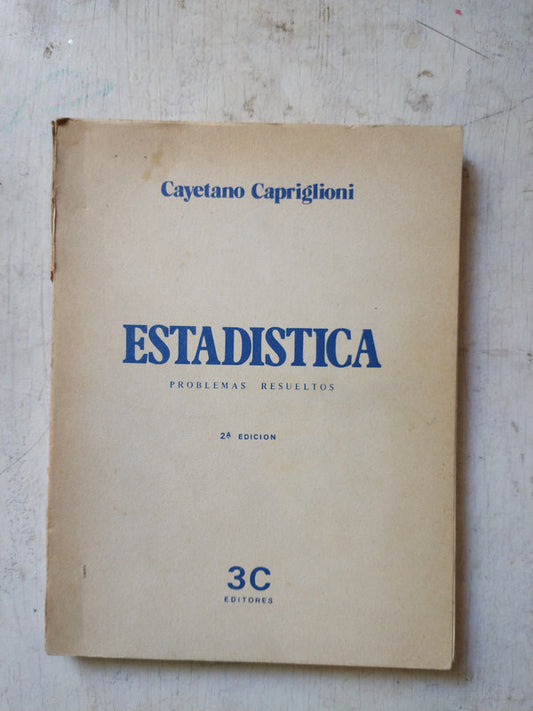 Cayetano Capriglioni
ESTADISTICA
PROBLEMAS RESUELTOS
2ª EDICION
3C
EDITORES